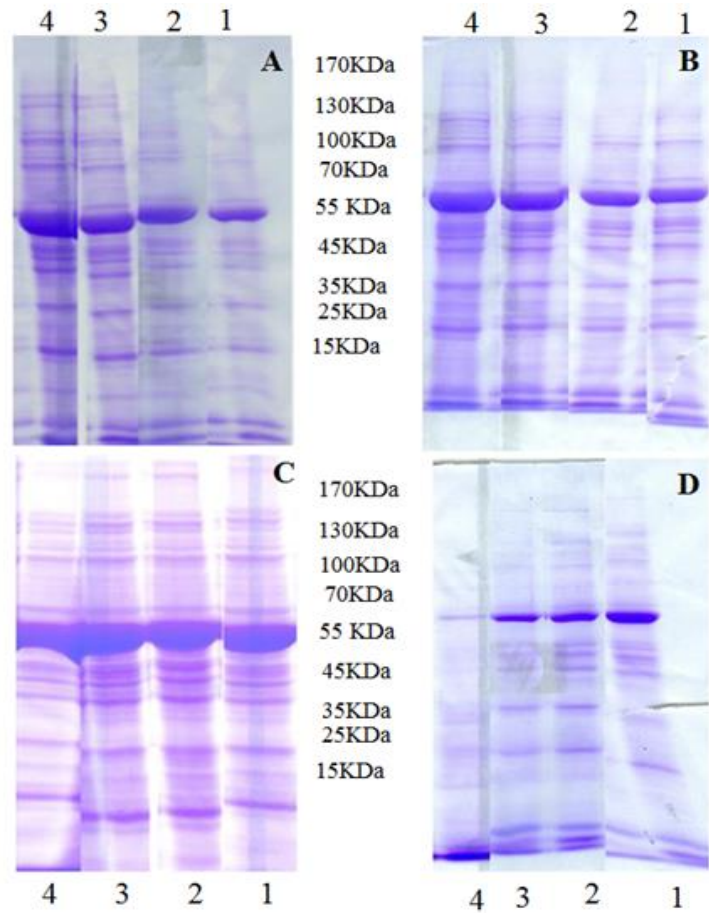 4 3 2 1
4 3 2 1
A
B
170KDa
130KDa
100KDa
70KDa
55 KDa
45KDa
35KDa
25KDa
15KDa
C
D
170KDa
130KDa
100KDa
70KDa
55 KDa
45KDa
35KDa
25KDa
15KDa
4 3 2 1
4 3 2 1